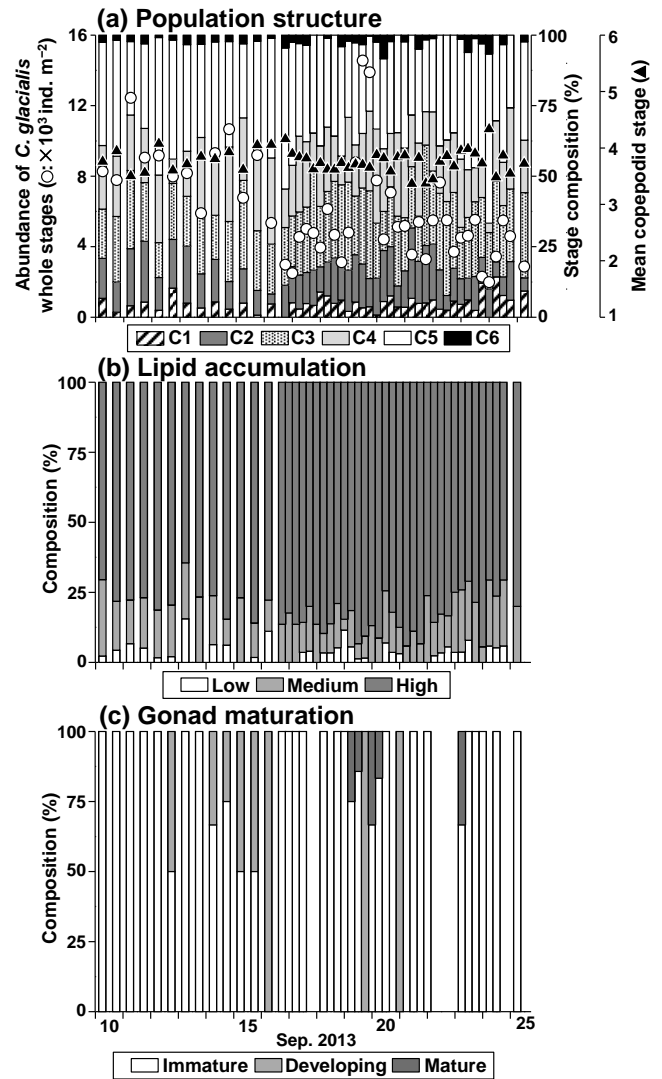 (a) Population structure
Abundance of C. glacialis
whole stages (○: ×10³ ind. m⁻²)
16
12
8
4
0
100
75
50
25
0
Stage composition (%)
6
5
4
3
2
1
Mean copepodid stage (▲)
C1 C2 C3 C4 C5 C6
(b) Lipid accumulation
Composition (%)
100
75
50
25
0
Low Medium High
(c) Gonad maturation
Composition (%)
100
75
50
25
0
10 15 20 25
Sep. 2013
Immature Developing Mature